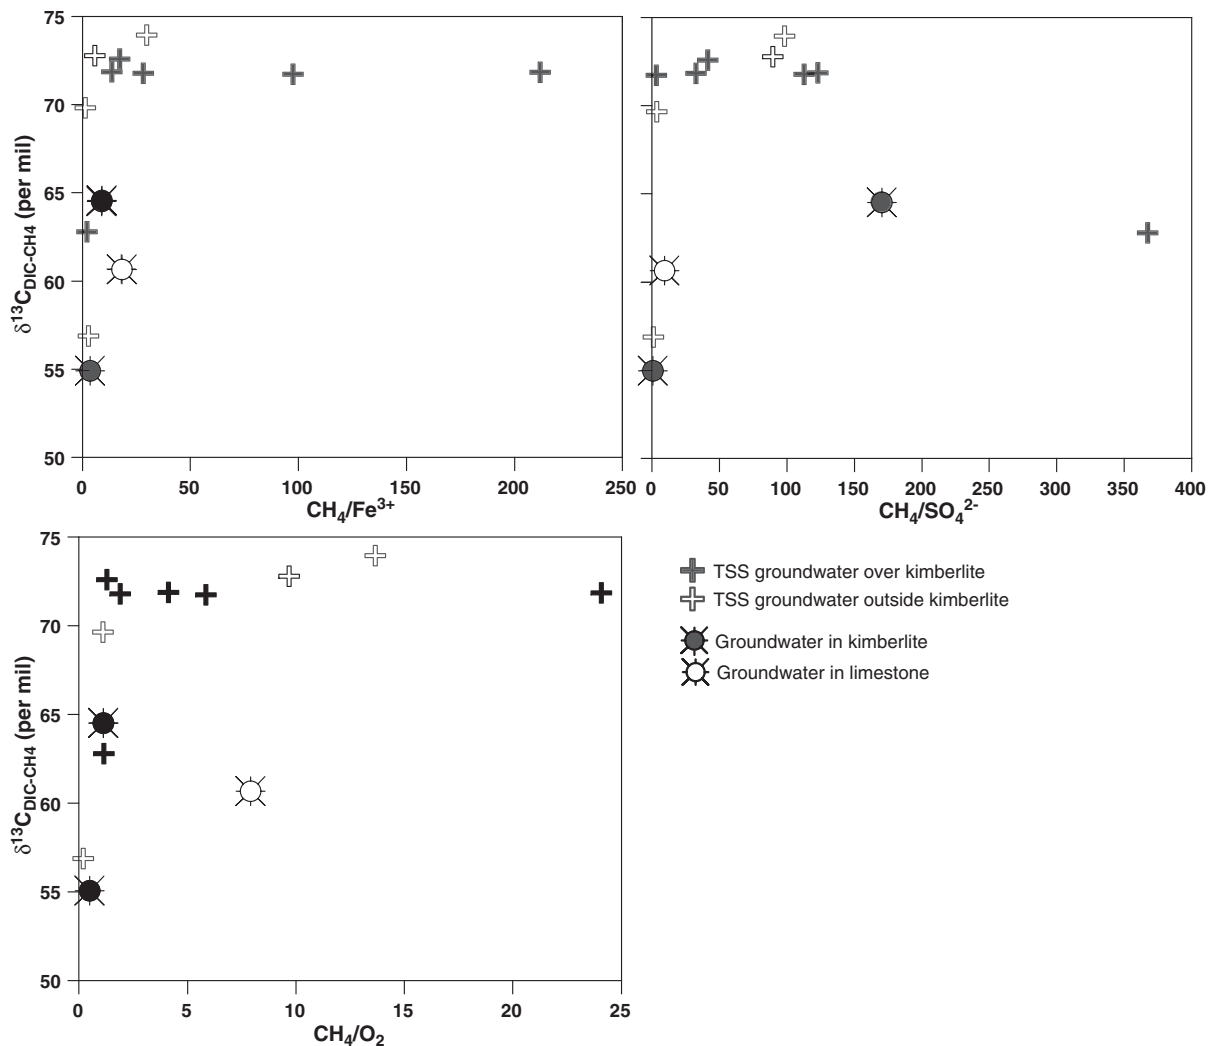 75
70
65
60
55
50
δ¹³C_DIC-CH4 (per mil)
0 50 100 150 200 250
CH₄/Fe³⁺
0 50 100 150 200 250 300 350 400
CH₄/SO₄²⁻
75
70
65
60
55
50
δ¹³C_DIC-CH4 (per mil)
0 5 10 15 20 25
CH₄/O₂
TSS groundwater over kimberlite
TSS groundwater outside kimberlite
Groundwater in kimberlite
Groundwater in limestone